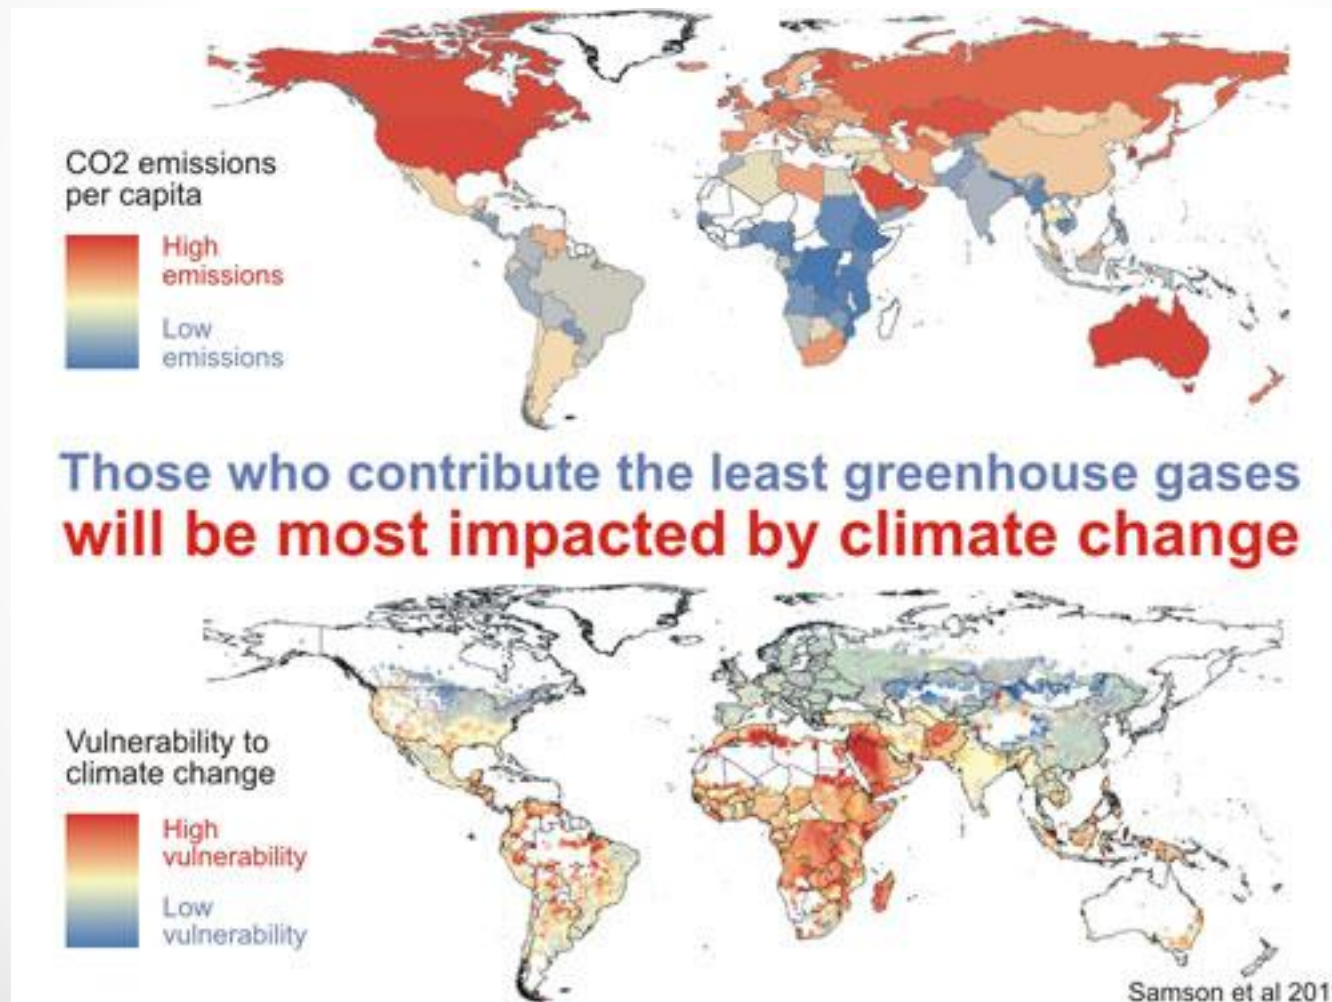 CO2 emissions
per capita
High
emissions
Low
emissions
Those who contribute the least greenhouse gases
will be most impacted by climate change
Vulnerability to
climate change
High
vulnerability
Low
vulnerability
Samson et al 201